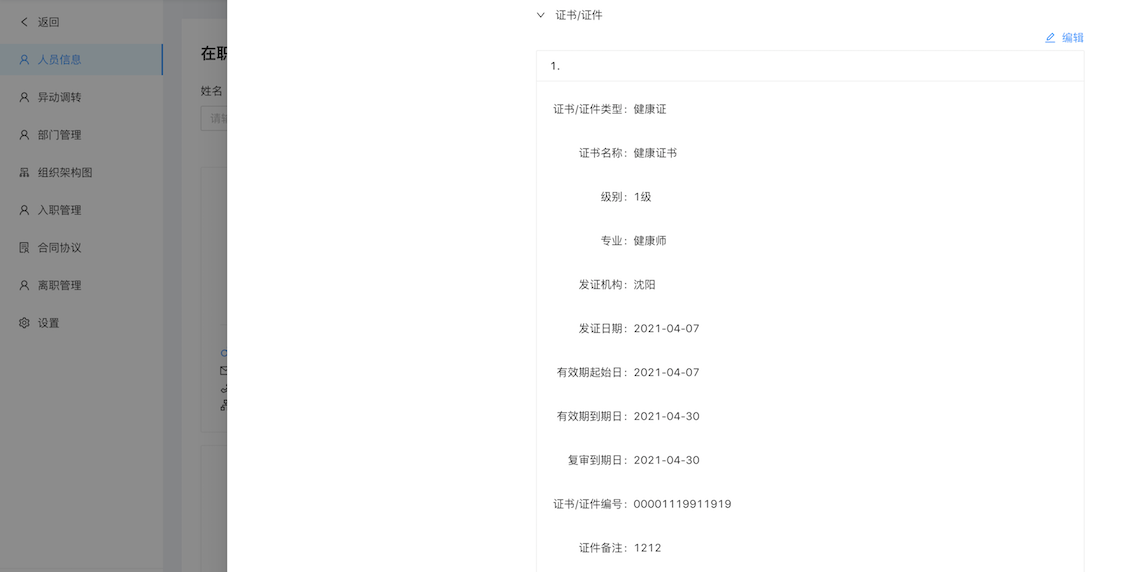 返回
人员信息
异动调转
部门管理
组织架构图
入职管理
合同协议
离职管理
设置
在职
姓名
证书/证件
编辑
1.
证书/证件类型：健康证
证书名称：健康证书
级别：1级
专业：健康师
发证机构：沈阳
发证日期：2021-04-07
有效期起始日：2021-04-07
有效期到期日：2021-04-30
复审到期日：2021-04-30
证书/证件编号：00001119911919
证件备注：1212